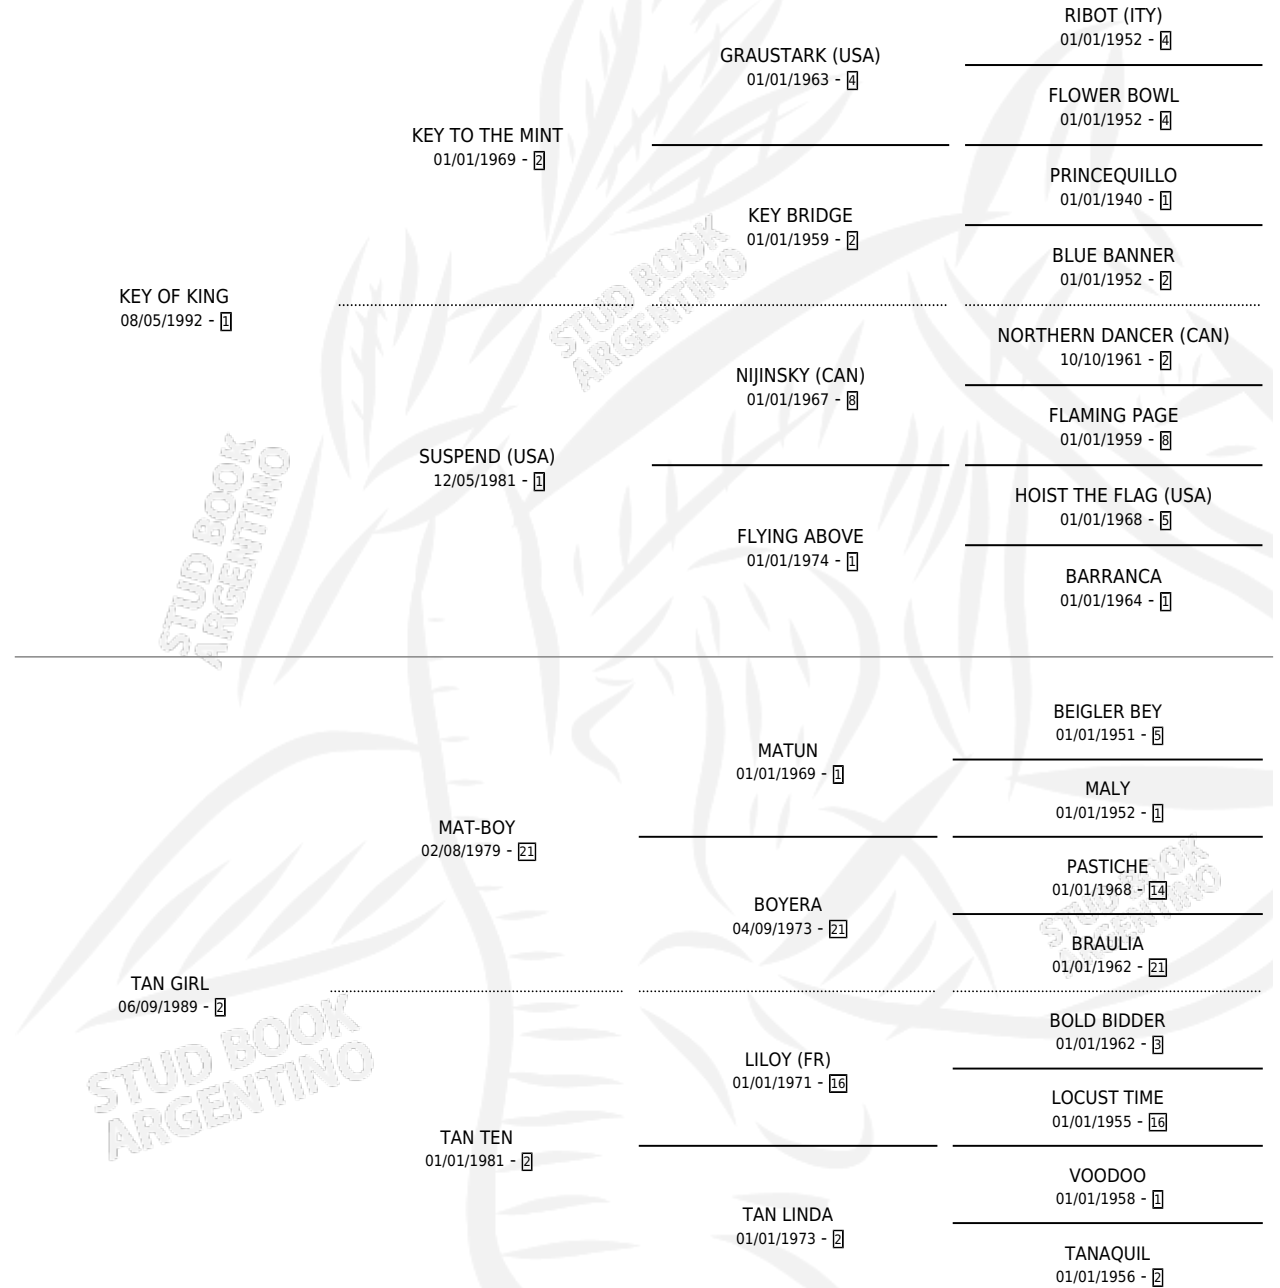 RIBOT (ITY)
01/01/1952 - 4
GRAUSTARK (USA)
01/01/1963 - 4
FLOWER BOWL
01/01/1952 - 4
KEY TO THE MINT
01/01/1969 - 2
PRINCEQUILLO
01/01/1940 - 1
KEY BRIDGE
01/01/1959 - 2
BLUE BANNER
01/01/1952 - 2
KEY OF KING
08/05/1992 - 1
NORTHERN DANCER (CAN)
10/10/1961 - 2
NIJINSKY (CAN)
01/01/1967 - 8
FLAMING PAGE
01/01/1959 - 8
SUSPEND (USA)
12/05/1981 - 1
HOIST THE FLAG (USA)
01/01/1968 - 5
FLYING ABOVE
01/01/1974 - 1
BARRANCA
01/01/1964 - 1
BEIGLER BEY
01/01/1951 - 5
MATUN
01/01/1969 - 1
MALY
01/01/1952 - 1
MAT-BOY
02/08/1979 - 21
PASTICHE
01/01/1968 - 14
BOYERA
04/09/1973 - 21
BRAULIA
01/01/1962 - 21
TAN GIRL
06/09/1989 - 2
BOLD BIDDER
01/01/1962 - 3
LILOY (FR)
01/01/1971 - 16
LOCUST TIME
01/01/1955 - 16
TAN TEN
01/01/1981 - 2
VOODOO
01/01/1958 - 1
TAN LINDA
01/01/1973 - 2
TANAQUIL
01/01/1956 - 2
STUD BOOK
ARGENTINO
STUD BOOK
ARGENTINO
STUD BOOK
ARGENTINO
STUD BOOK
ARGENTINO